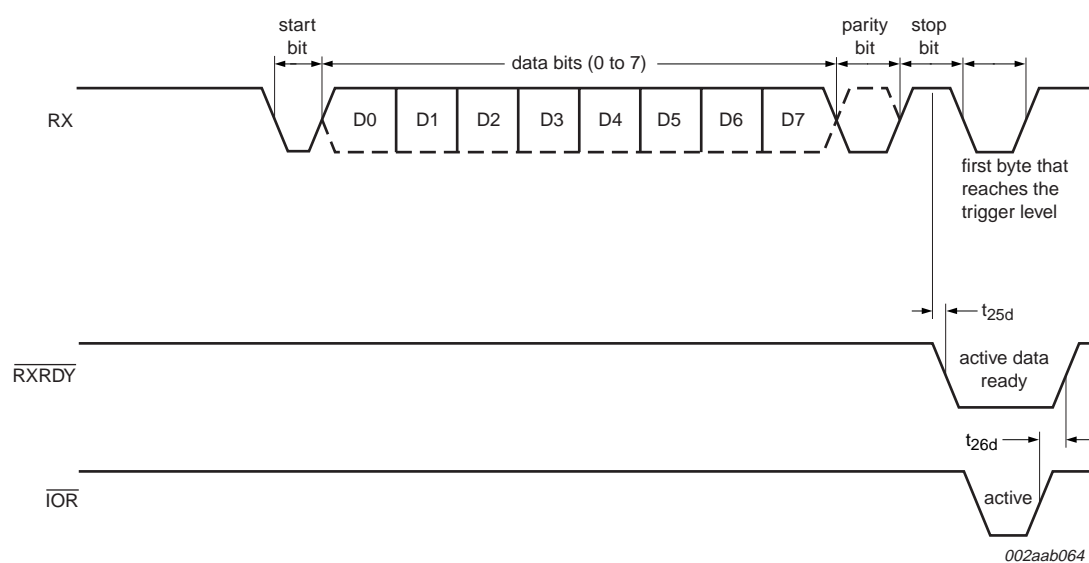 start
bit
data bits (0 to 7)
parity
bit
stop
bit
RX
D0
D1
D2
D3
D4
D5
D6
D7
first byte that
reaches the
trigger level
t25d
RXRDY
active data
ready
t26d
IOR
active
002aab064